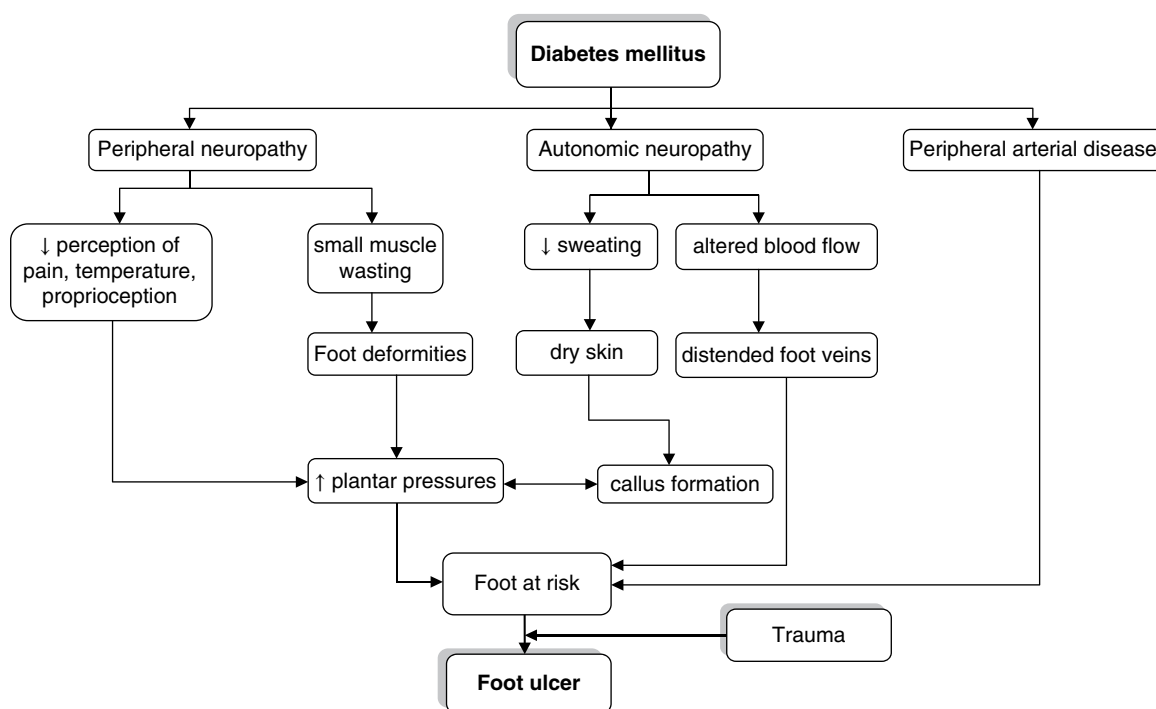 Diabetes mellitus
Peripheral neuropathy
Autonomic neuropathy
Peripheral arterial disease
↓ perception of
pain, temperature,
proprioception
small muscle
wasting
↓ sweating
altered blood flow
Foot deformities
dry skin
distended foot veins
↑ plantar pressures
callus formation
Foot at risk
Trauma
Foot ulcer